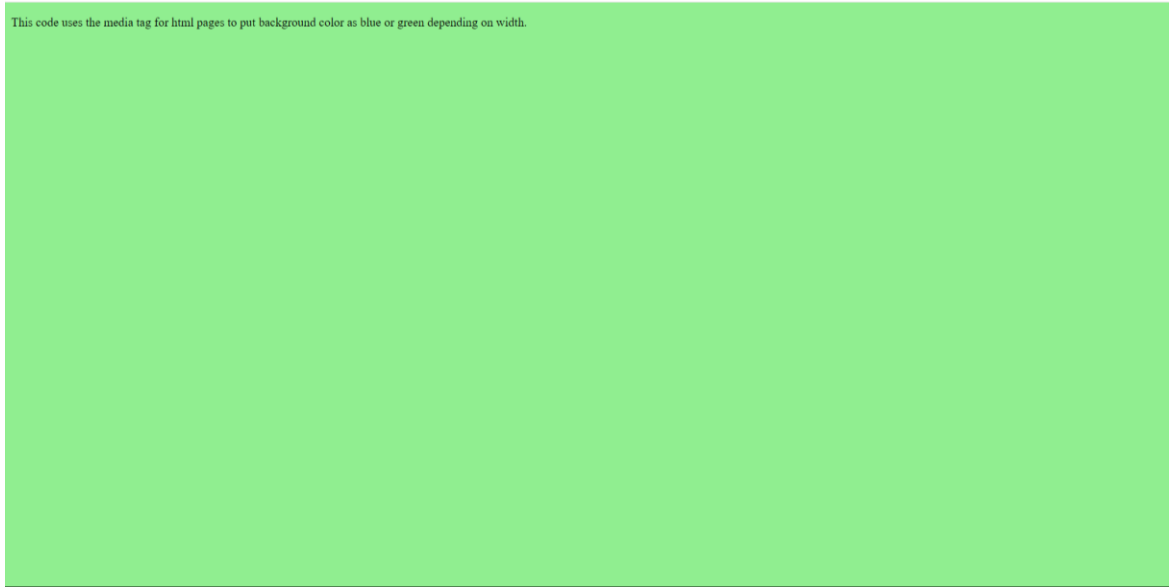 This code uses the media tag for html pages to put background color as blue or green depending on width.